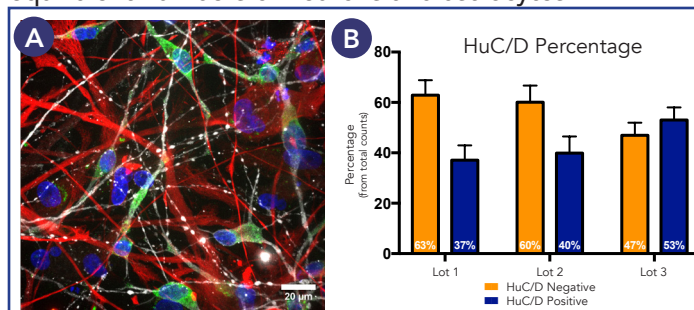 A
20 μm
B
HuC/D Percentage
Percentage
(from total counts)
80
60
40
20
0
63%
37%
60%
40%
47%
53%
Lot 1
Lot 2
Lot 3
HuC/D Negative
HuC/D Positive